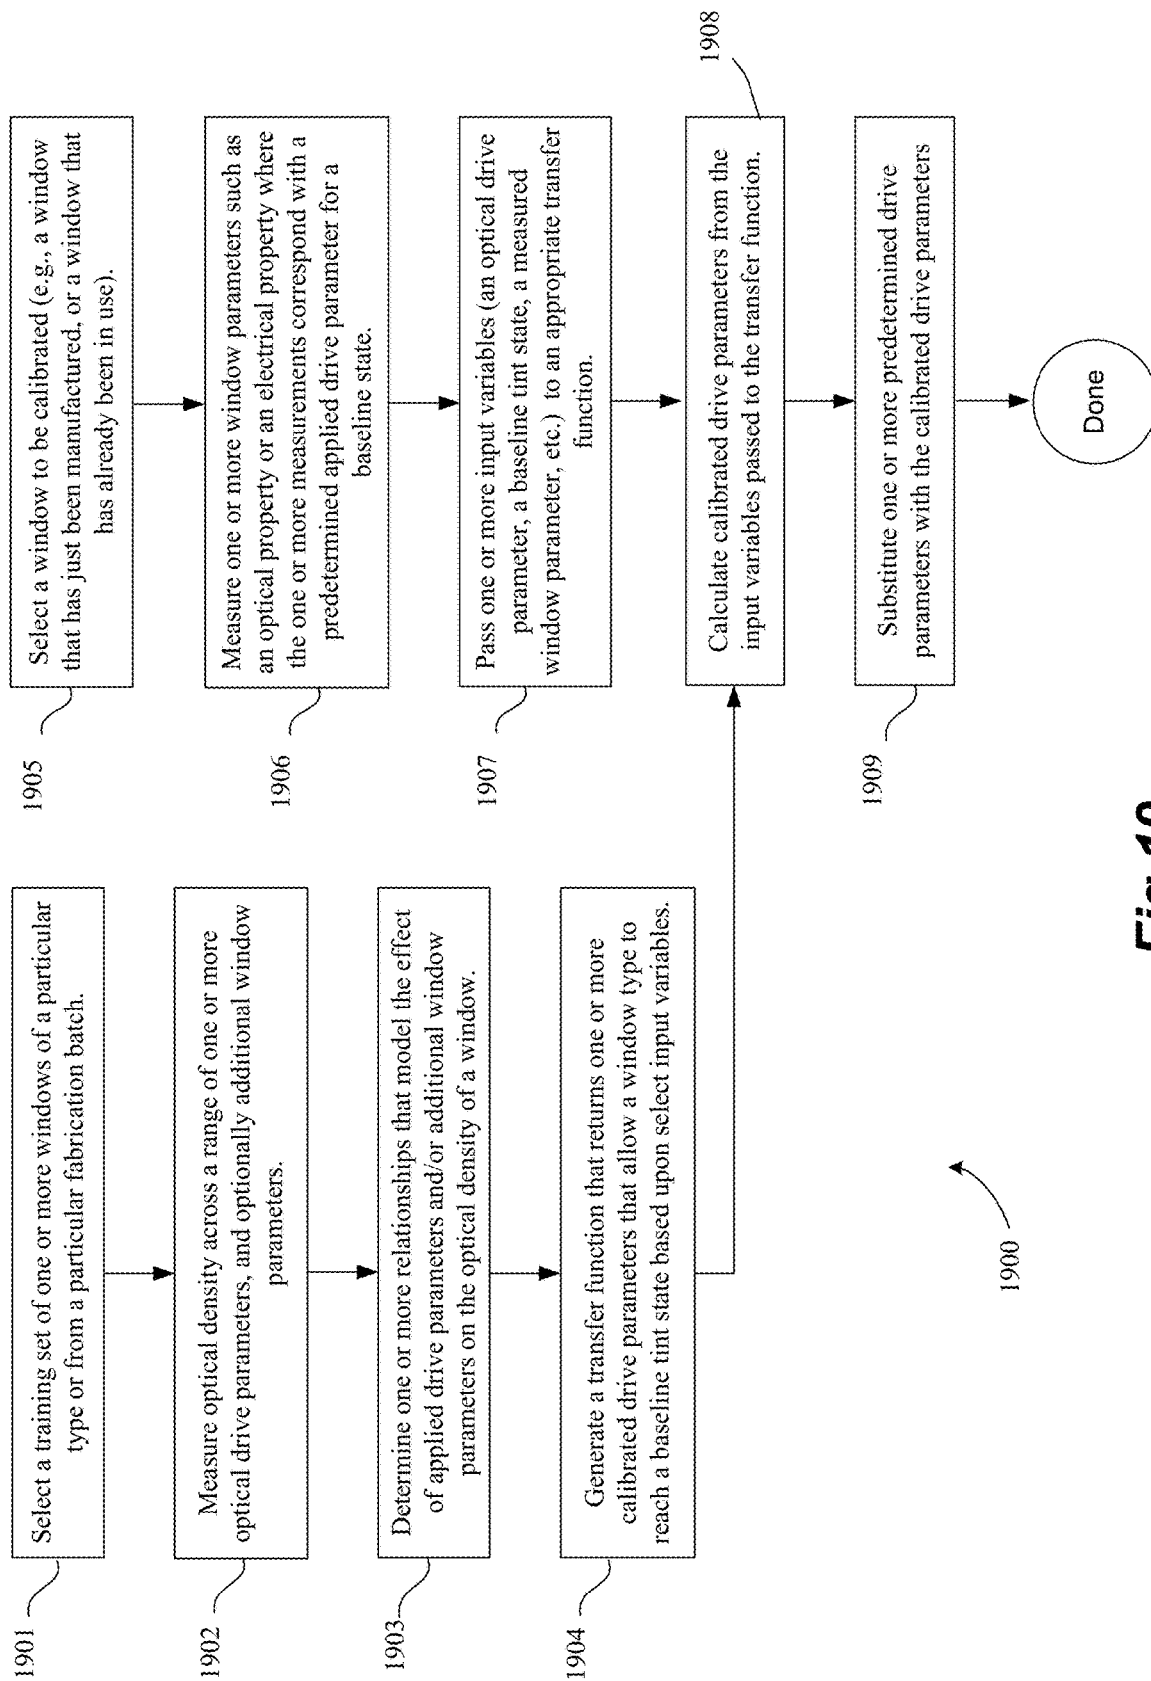 1901
Select a training set of one or more windows of a particular
type or from a particular fabrication batch.
1902
Measure optical density across a range of one or more
optical drive parameters, and optionally additional window
parameters.
1903
Determine one or more relationships that model the effect
of applied drive parameters and/or additional window
parameters on the optical density of a window.
1904
Generate a transfer function that returns one or more
calibrated drive parameters that allow a window type to
reach a baseline tint state based upon select input variables.
1905
Select a window to be calibrated (e.g., a window
that has just been manufactured, or a window that
has already been in use).
1906
Measure one or more window parameters such as
an optical property or an electrical property where
the one or more measurements correspond with a
predetermined applied drive parameter for a
baseline state.
1907
Pass one or more input variables (an optical drive
parameter, a baseline tint state, a measured
window parameter, etc.) to an appropriate transfer
function.
1908
Calculate calibrated drive parameters from the
input variables passed to the transfer function.
1909
Substitute one or more predetermined drive
parameters with the calibrated drive parameters
Done
1900
Fig 19